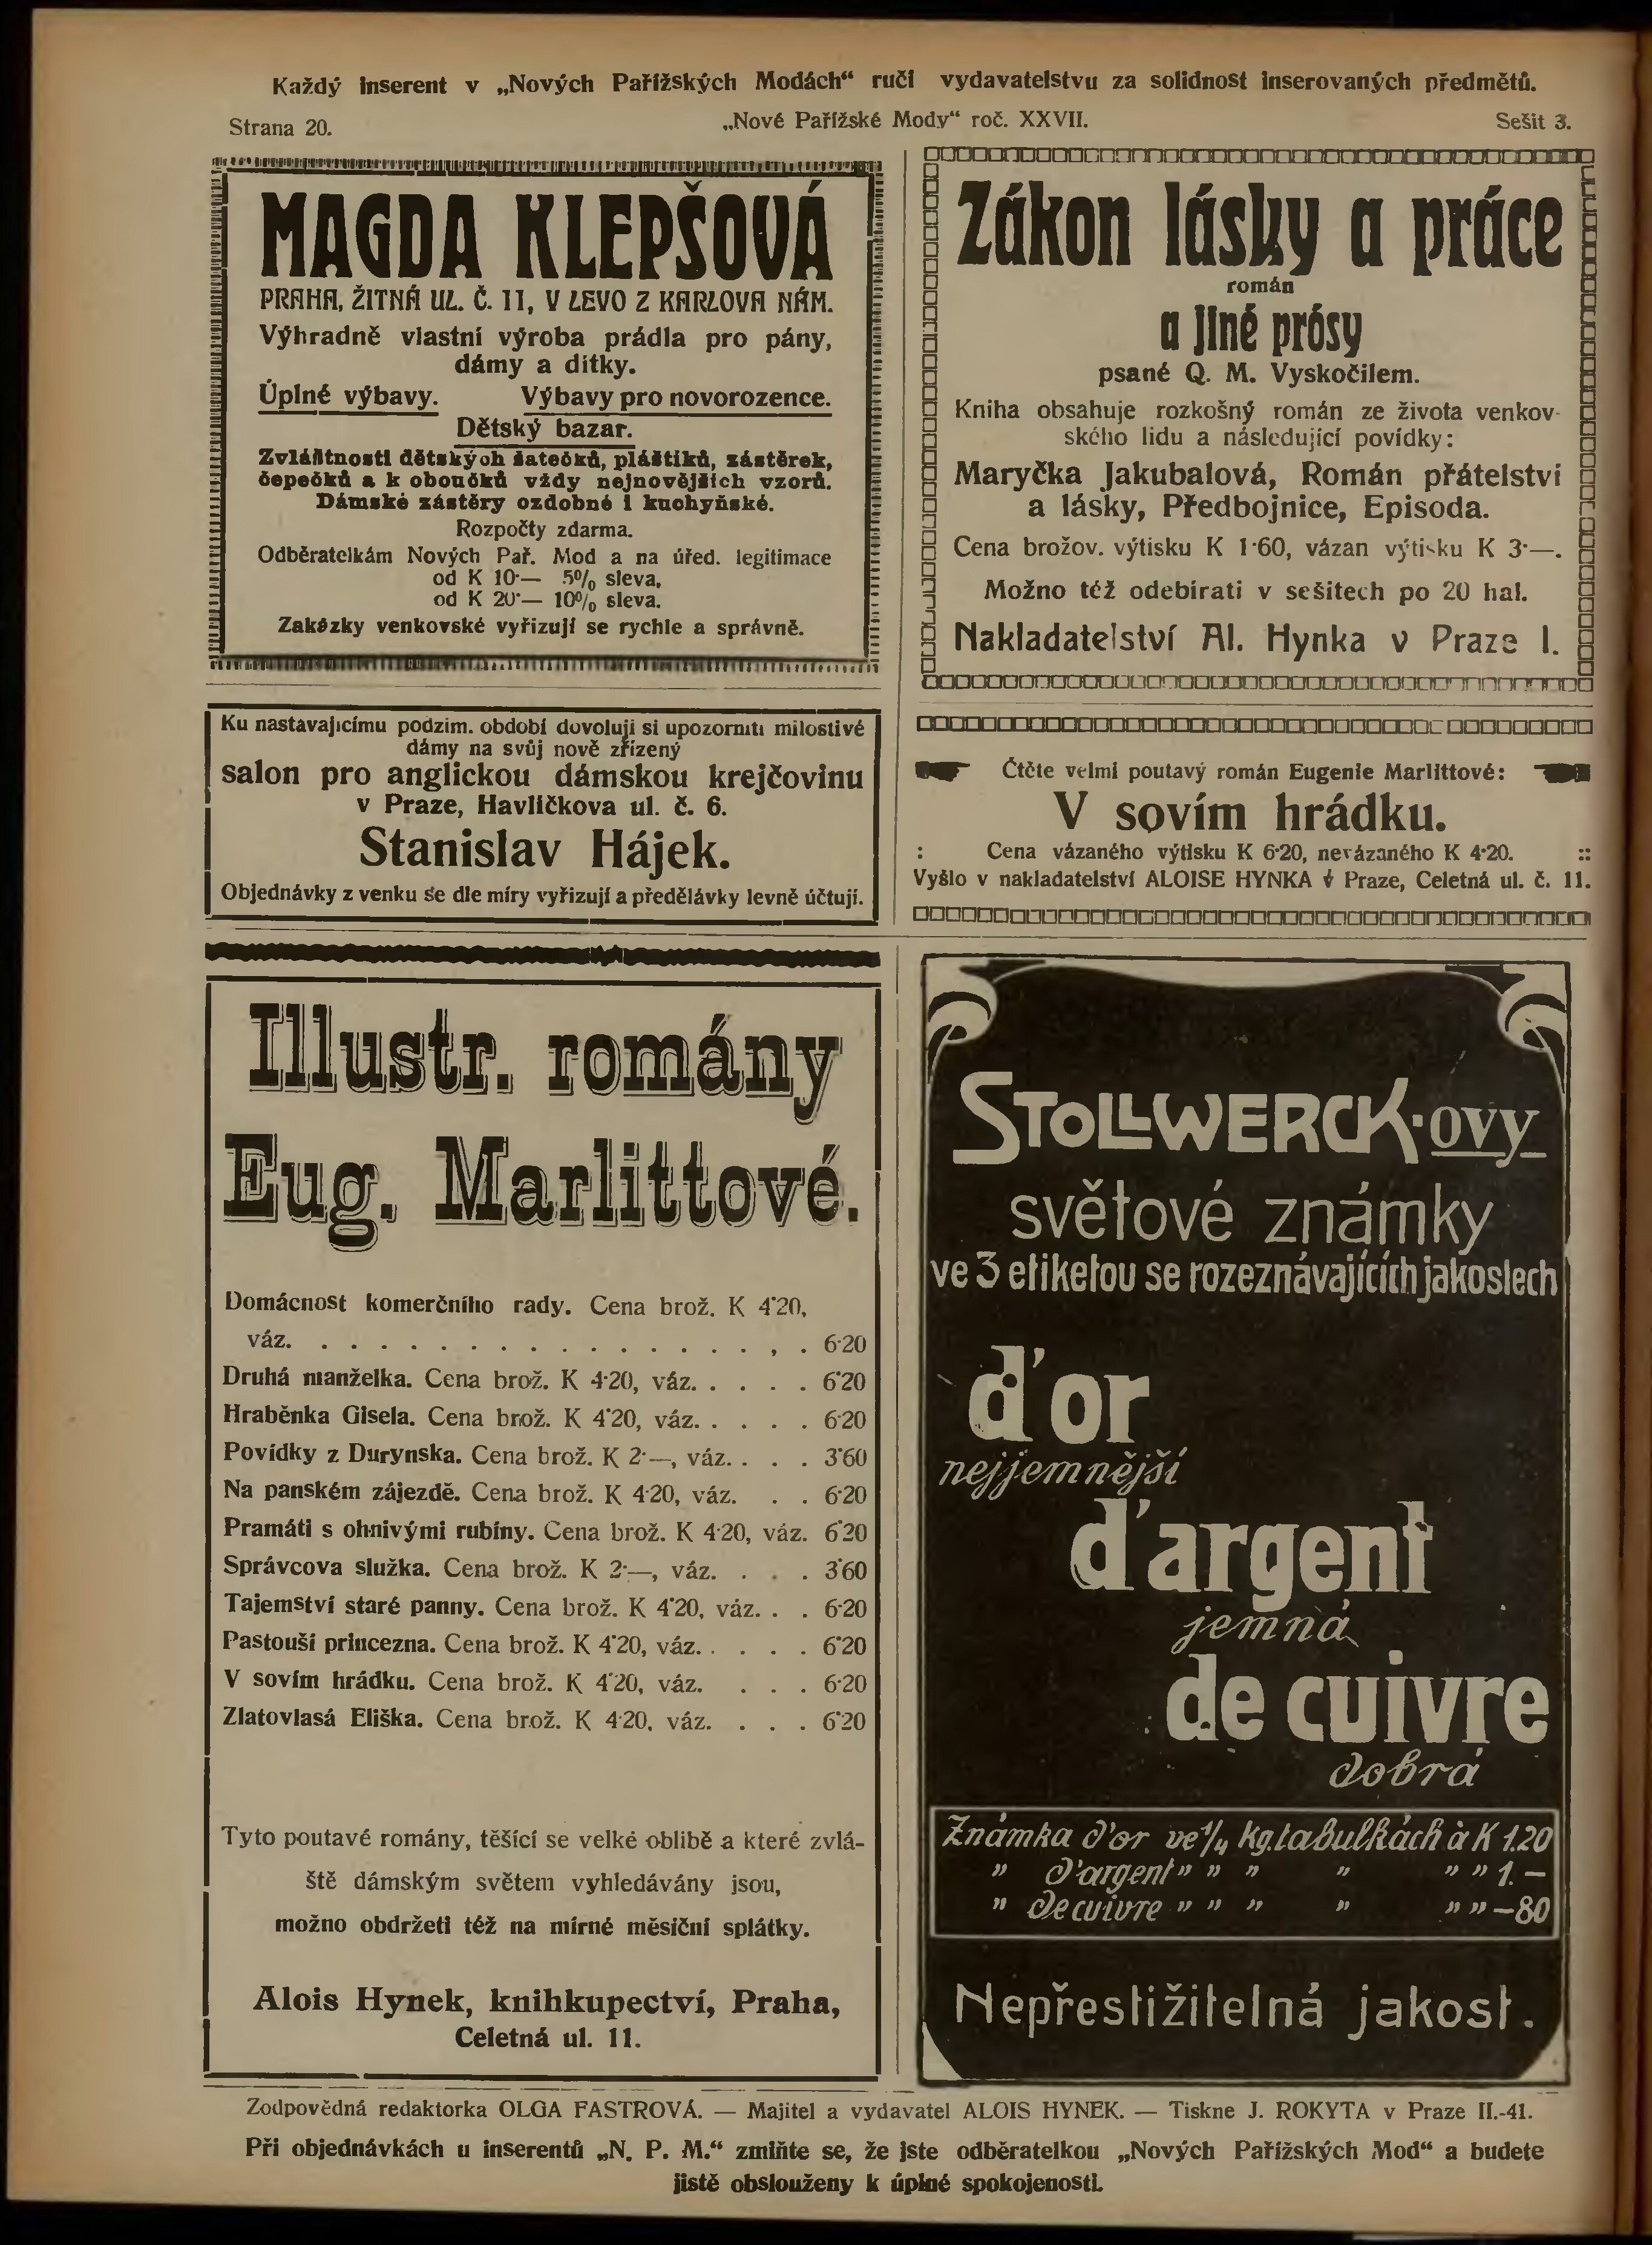 Každý inserent v „Nových Pařížských Modách“ ručí vydavatelstvu za solidnost inserovaných předmětů.
Strana 20.
„Nové Pařížské Mody“ roč. XXVII.
Sešit 3.
MAGDA KLEPŠOVÁ
PRAHA, ŽITNÁ UL. Č. 11, V LEVO Z KARLOVA NÁM.
Výhradně vlastní výroba prádla pro pány,
dámy a dítky.
Úplné výbavy. Výbavy pro novorozence.
Dětský bazar.
Zvláštnosti dětských šatečků, pláštíků, zástěrek,
čepečků a k oboučků vždy nejnovějších vzorů.
Dámské zástěry ozdobné i kuchyňské.
Rozpočty zdarma.
Odběratelkám Nových Pař. Mod a na úřed. legitimace
od K 10·— 5% sleva,
od K 20·— 10% sleva.
Zakázky venkovské vyřizují se rychle a správně.
Zákon lásky a práce
román
a jiné prósy
psané Q. M. Vyskočilem.
Kniha obsahuje rozkošný román ze života venkov-
ského lidu a následující povídky:
Maryčka Jakubalová, Román přátelství
a lásky, Předbojnice, Episoda.
Cena brožov. výtisku K 1·60, vázan výtisku K 3·—.
Možno též odebírati v sešitech po 20 hal.
Nakladatelství Al. Hynka v Praze I.
Ku nastávajícímu podzim. období dovoluji si upozorniti milostivé
dámy na svůj nově zřízený
salon pro anglickou dámskou krejčovinu
v Praze, Havlíčkova ul. č. 6.
Stanislav Hájek.
Objednávky z venku se dle míry vyřizují a předělávky levně účtují.
Čtěte velmi poutavý román Eugenie Marlittové:
V sovím hrádku.
: Cena vázaného výtisku K 6·20, nevázaného K 4·20. ::
Vyšlo v nakladatelství ALOISE HYNKA v Praze, Celetná ul. č. 11.
Illustr. romány
Eug. Marlittové.
Domácnost komerčního rady. Cena brož. K 4·20,
váz. . . . . . . . . . . . . . . . . . . 6·20
Druhá manželka. Cena brož. K 4·20, váz. . . . . 6·20
Hraběnka Gisela. Cena brož. K 4·20, váz. . . . . 6·20
Povídky z Durynska. Cena brož. K 2·—, váz. . . . 3·60
Na panském zájezdě. Cena brož. K 4·20, váz. . . 6·20
Pramáti s ohnivými rubíny. Cena brož. K 4·20, váz. 6·20
Správcova služka. Cena brož. K 2·—, váz. . . . 3·60
Tajemství staré panny. Cena brož. K 4·20, váz. . . 6·20
Pastouší princezna. Cena brož. K 4·20, váz. . . . . 6·20
V sovím hrádku. Cena brož. K 4·20, váz. . . . 6·20
Zlatovlasá Eliška. Cena brož. K 4·20, váz. . . . 6·20
Tyto poutavé romány, těšící se velké oblibě a které zvlá-
ště dámským světem vyhledávány jsou,
možno obdržeti též na mírné měsíční splátky.
Alois Hynek, knihkupectví, Praha,
Celetná ul. 11.
STOLLWERCK·ovy
světové známky
ve 3 etiketou se rozeznávajících jakostech
d'or
nejjemnější
d'argent
jemná
de cuivre
dobrá
Známka d'or ve ¼ kg. tabulkách à K 1.20
" d'argent " " " " " " 1.–
" de cuivre " " " " " " –80
Nepřestižitelná jakost.
Zodpovědná redaktorka OLGA FASTROVÁ. — Majitel a vydavatel ALOIS HYNEK. — Tiskne J. ROKYTA v Praze II.-41.
Při objednávkách u inserentů „N. P. M.“ zmiňte se, že jste odběratelkou „Nových Pařížských Mod“ a budete
jistě obslouženy k úplné spokojenosti.